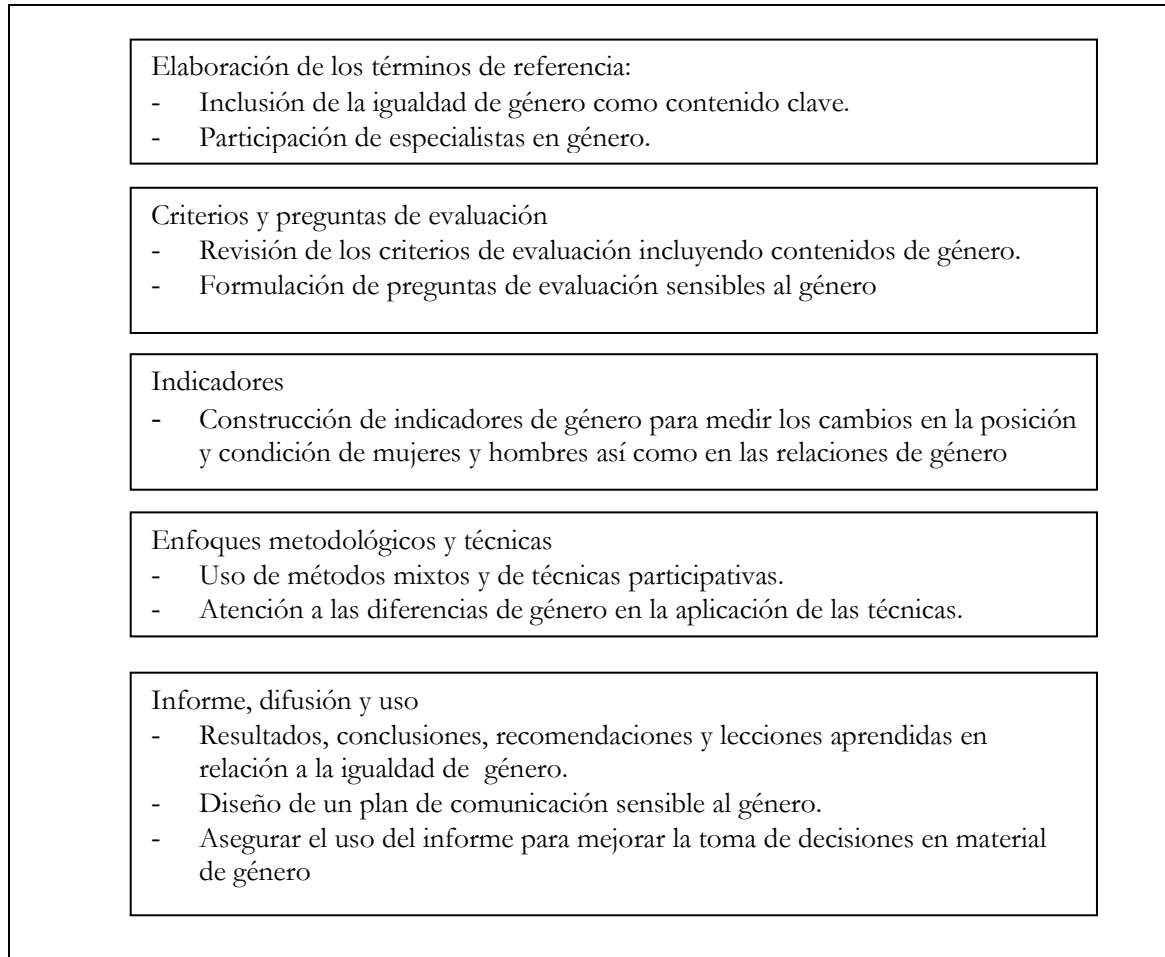 Elaboración de los términos de referencia:
- Inclusión de la igualdad de género como contenido clave.
- Participación de especialistas en género.
Criterios y preguntas de evaluación
- Revisión de los criterios de evaluación incluyendo contenidos de género.
- Formulación de preguntas de evaluación sensibles al género
Indicadores
- Construcción de indicadores de género para medir los cambios en la posición
y condición de mujeres y hombres así como en las relaciones de género
Enfoques metodológicos y técnicas
- Uso de métodos mixtos y de técnicas participativas.
- Atención a las diferencias de género en la aplicación de las técnicas.
Informe, difusión y uso
- Resultados, conclusiones, recomendaciones y lecciones aprendidas en
relación a la igualdad de género.
- Diseño de un plan de comunicación sensible al género.
- Asegurar el uso del informe para mejorar la toma de decisiones en material
de género